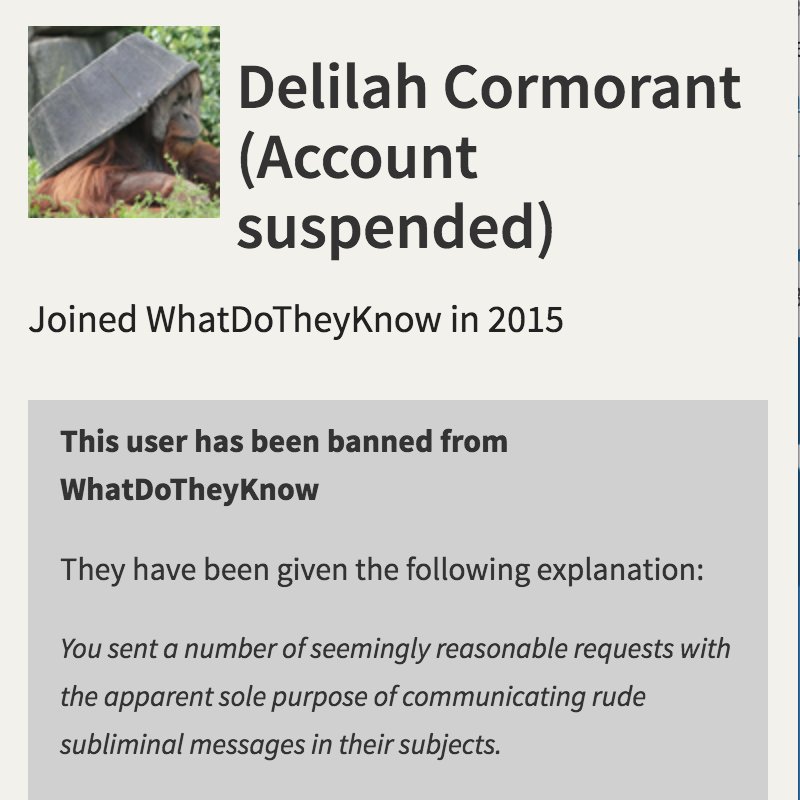 Delilah Cormorant
(Account
suspended)
Joined WhatDoTheyKnow in 2015
This user has been banned from
WhatDoTheyKnow
They have been given the following explanation:
You sent a number of seemingly reasonable requests with
the apparent sole purpose of communicating rude
subliminal messages in their subjects.